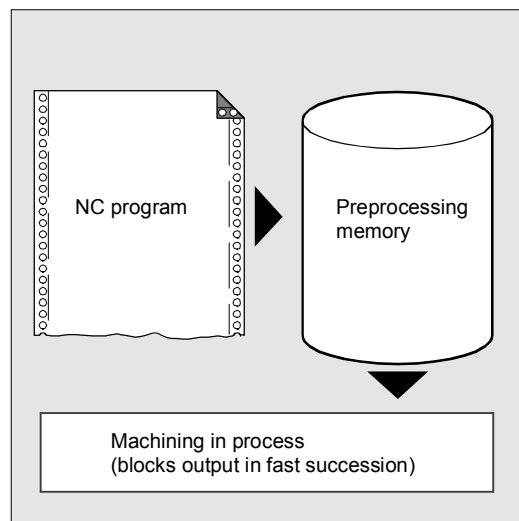 NC program
Preprocessing
memory
Machining in process
(blocks output in fast succession)